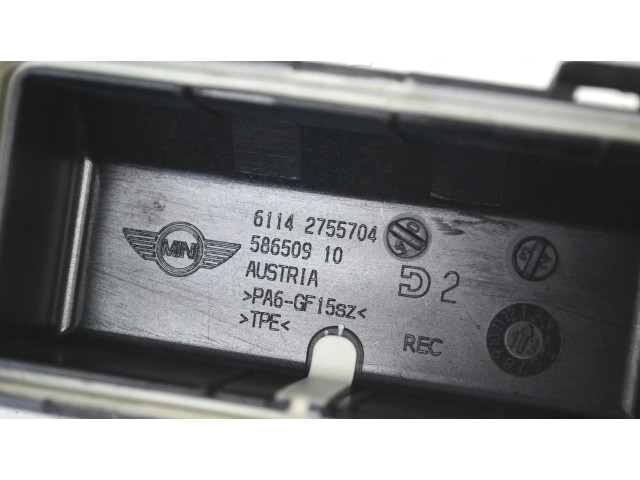 6114 2755704
MINI
586509 10
AUSTRIA
D 2
>PA6-GF15sz<
>TPE<
REC